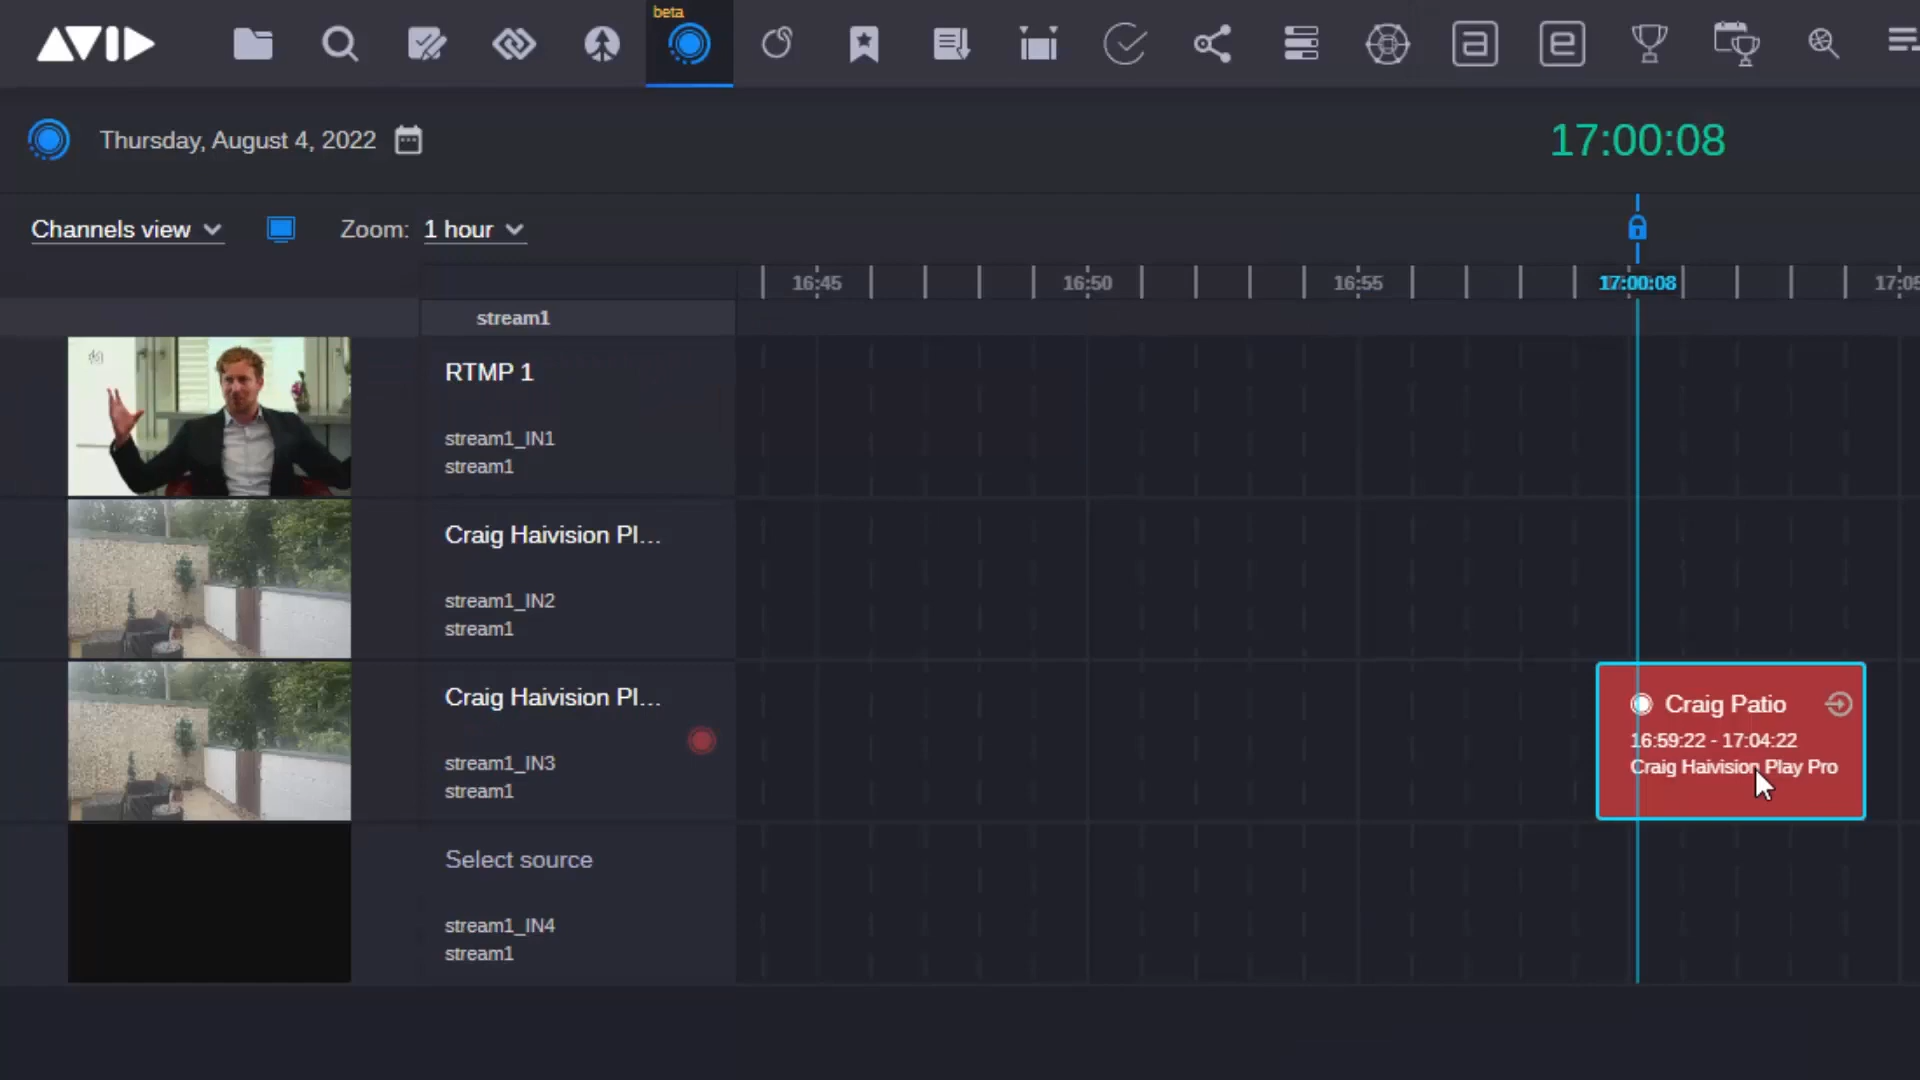 AVID
beta
a
e
Thursday, August 4, 2022
17:00:08
Channels view
Zoom: 1 hour
16:45
16:50
16:55
17:00:08
17:05
stream1
RTMP 1
stream1_IN1
stream1
Craig Haivision Pl...
stream1_IN2
stream1
Craig Haivision Pl...
stream1_IN3
stream1
Craig Patio
16:59:22 - 17:04:22
Craig Haivision Play Pro
Select source
stream1_IN4
stream1